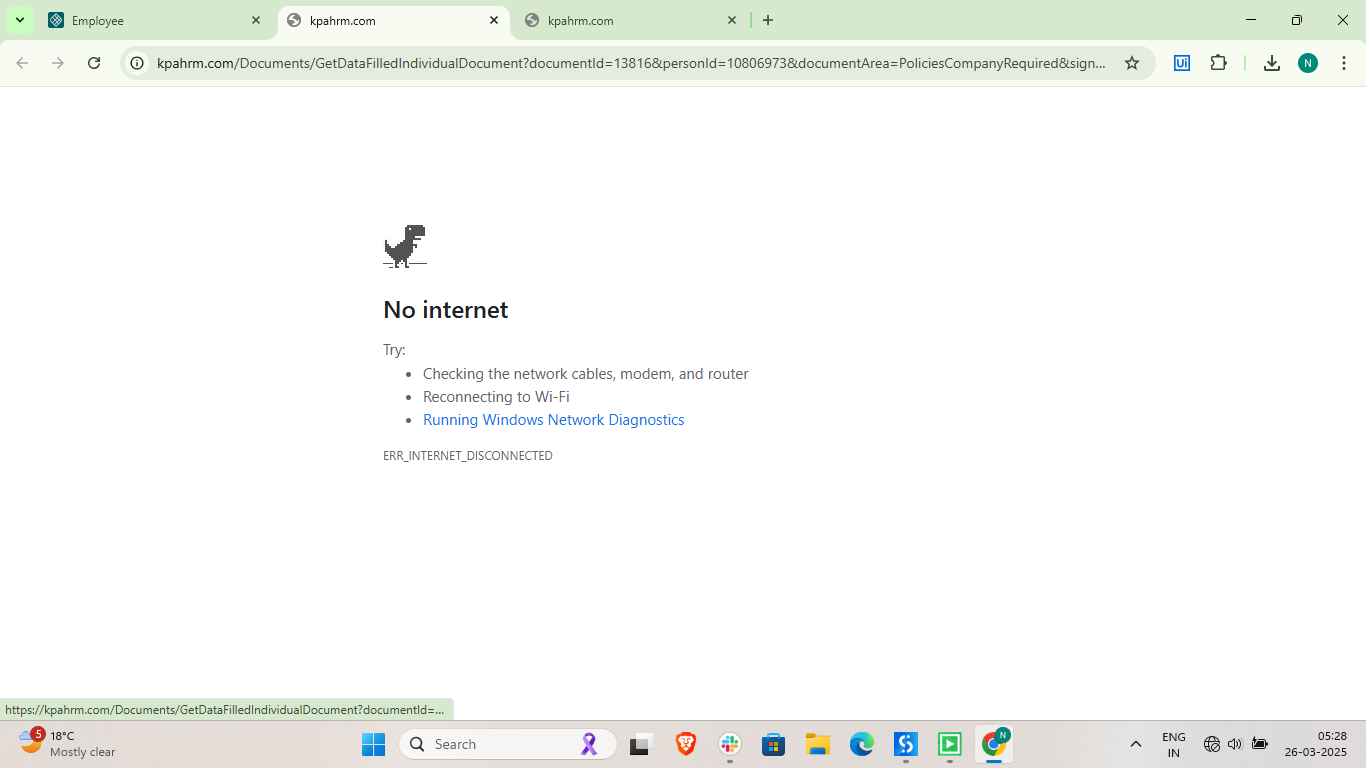 Employee
kpahrm.com
kpahrm.com
kpahrm.com/Documents/GetDataFilledIndividualDocument?documentId=13816&personId=10806973&documentArea=PoliciesCompanyRequired&sign...
Ui
N
No internet
Try:
Checking the network cables, modem, and router
Reconnecting to Wi-Fi
Running Windows Network Diagnostics
ERR_INTERNET_DISCONNECTED
https://kpahrm.com/Documents/GetDataFilledIndividualDocument?documentId=...
5
18°C
Mostly clear
Search
N
ENG
IN
05:28
26-03-2025